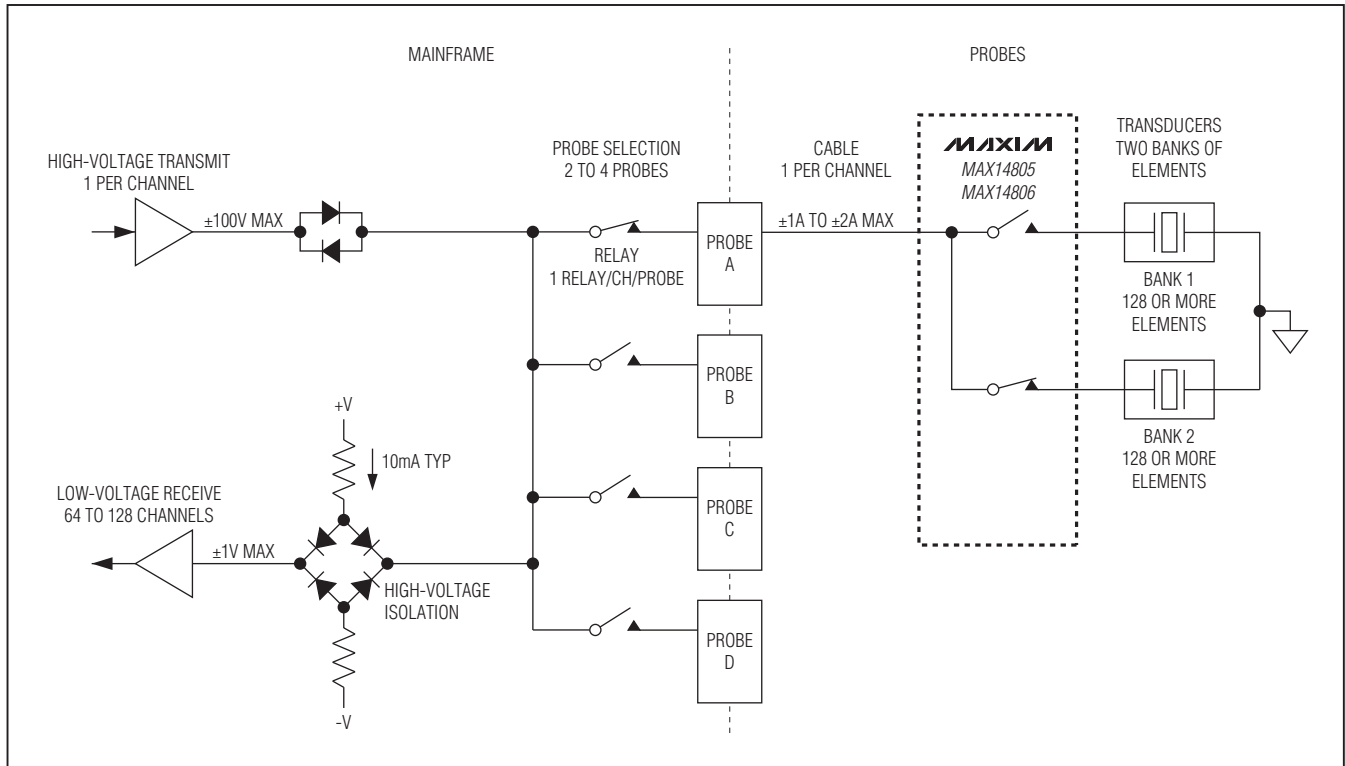 MAINFRAME
PROBES
HIGH-VOLTAGE TRANSMIT
1 PER CHANNEL
±100V MAX
PROBE SELECTION
2 TO 4 PROBES
RELAY
1 RELAY/CH/PROBE
PROBE
A
CABLE
1 PER CHANNEL
±1A TO ±2A MAX
MAXIM
MAX14805
MAX14806
TRANSDUCERS
TWO BANKS OF
ELEMENTS
BANK 1
128 OR MORE
ELEMENTS
PROBE
B
BANK 2
128 OR MORE
ELEMENTS
+V
10mA TYP
LOW-VOLTAGE RECEIVE
64 TO 128 CHANNELS
±1V MAX
HIGH-VOLTAGE
ISOLATION
-V
PROBE
C
PROBE
D